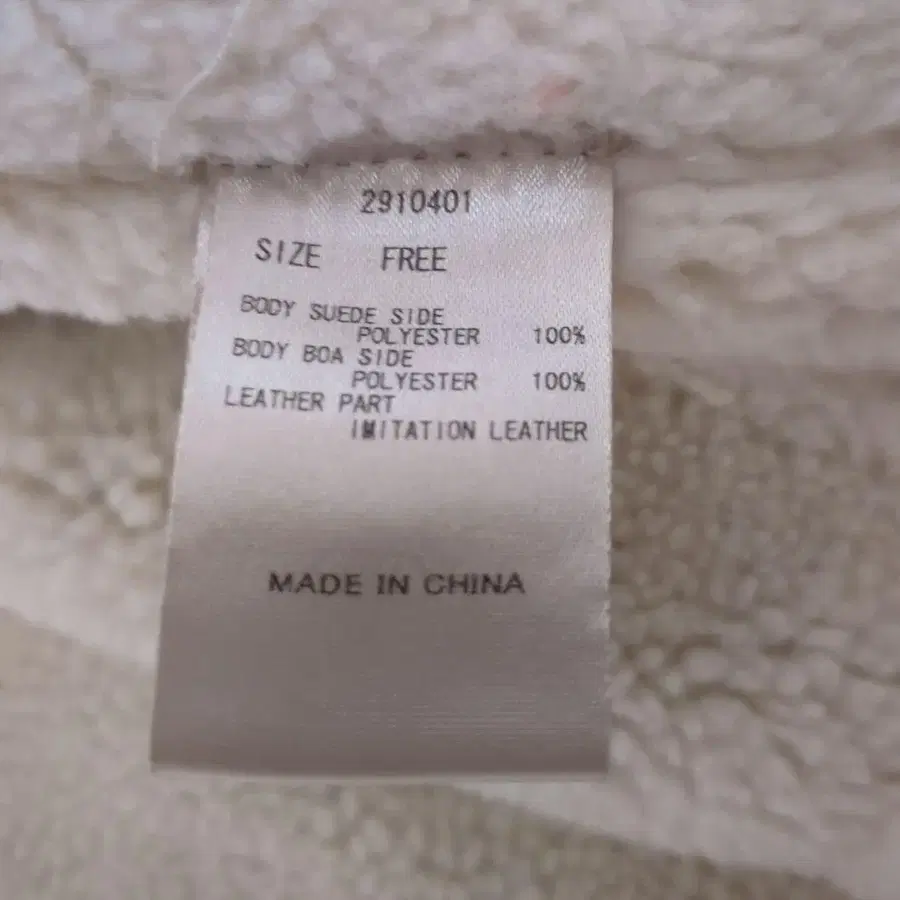 2910401
SIZE FREE
BODY SUEDE SIDE
POLYESTER 100%
BODY BOA SIDE
POLYESTER 100%
LEATHER PART
IMITATION LEATHER
MADE IN CHINA